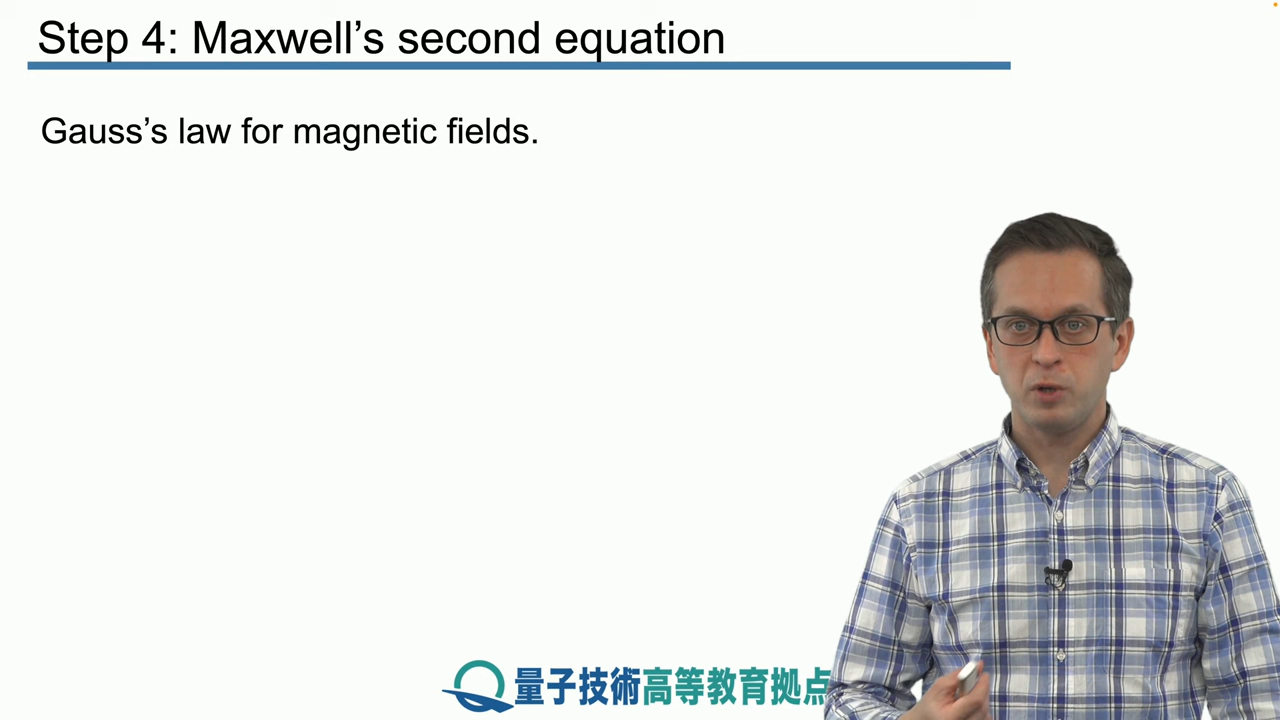 Step 4: Maxwell’s second equation
Gauss’s law for magnetic fields.
量子技術高等教育拠点